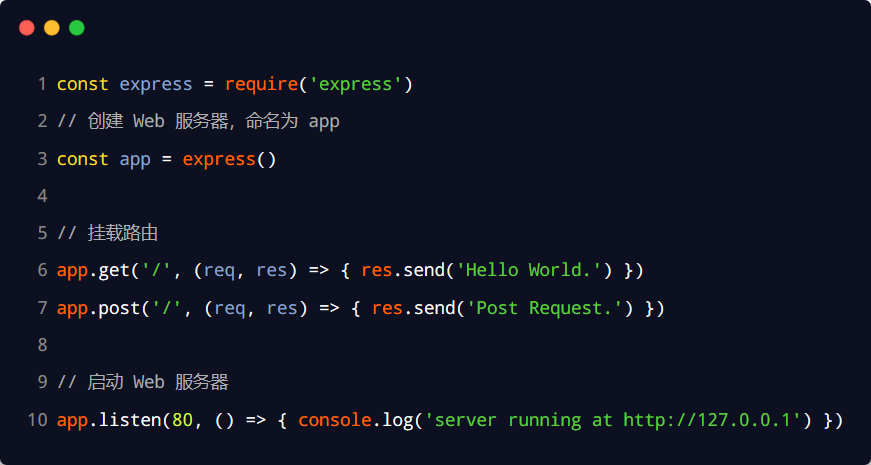 1 const express = require('express')
2 // 创建 Web 服务器，命名为 app
3 const app = express()
4
5 // 挂载路由
6 app.get('/', (req, res) => { res.send('Hello World.') })
7 app.post('/', (req, res) => { res.send('Post Request.') })
8
9 // 启动 Web 服务器
10 app.listen(80, () => { console.log('server running at http://127.0.0.1') })